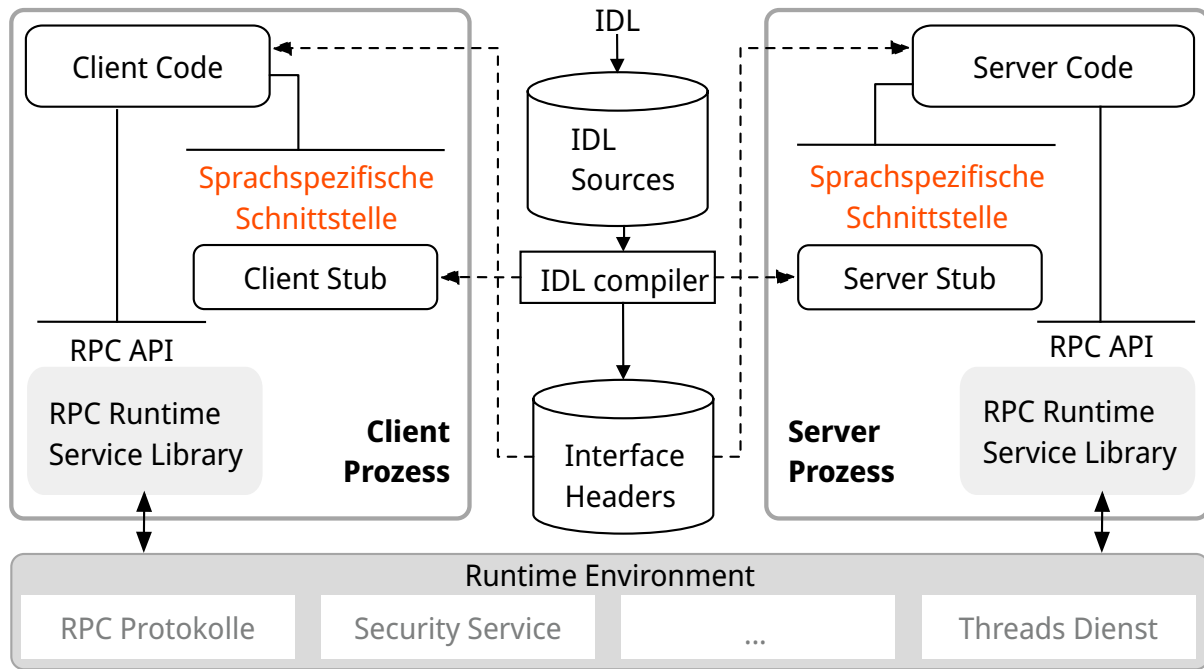 IDL
Client Code
Server Code
IDL
Sources
Sprachspezifische
Schnittstelle
Sprachspezifische
Schnittstelle
Client Stub
IDL compiler
Server Stub
RPC API
RPC API
RPC Runtime
Service Library
Client
Prozess
Interface
Headers
Server
Prozess
RPC Runtime
Service Library
Runtime Environment
RPC Protokolle
Security Service
...
Threads Dienst